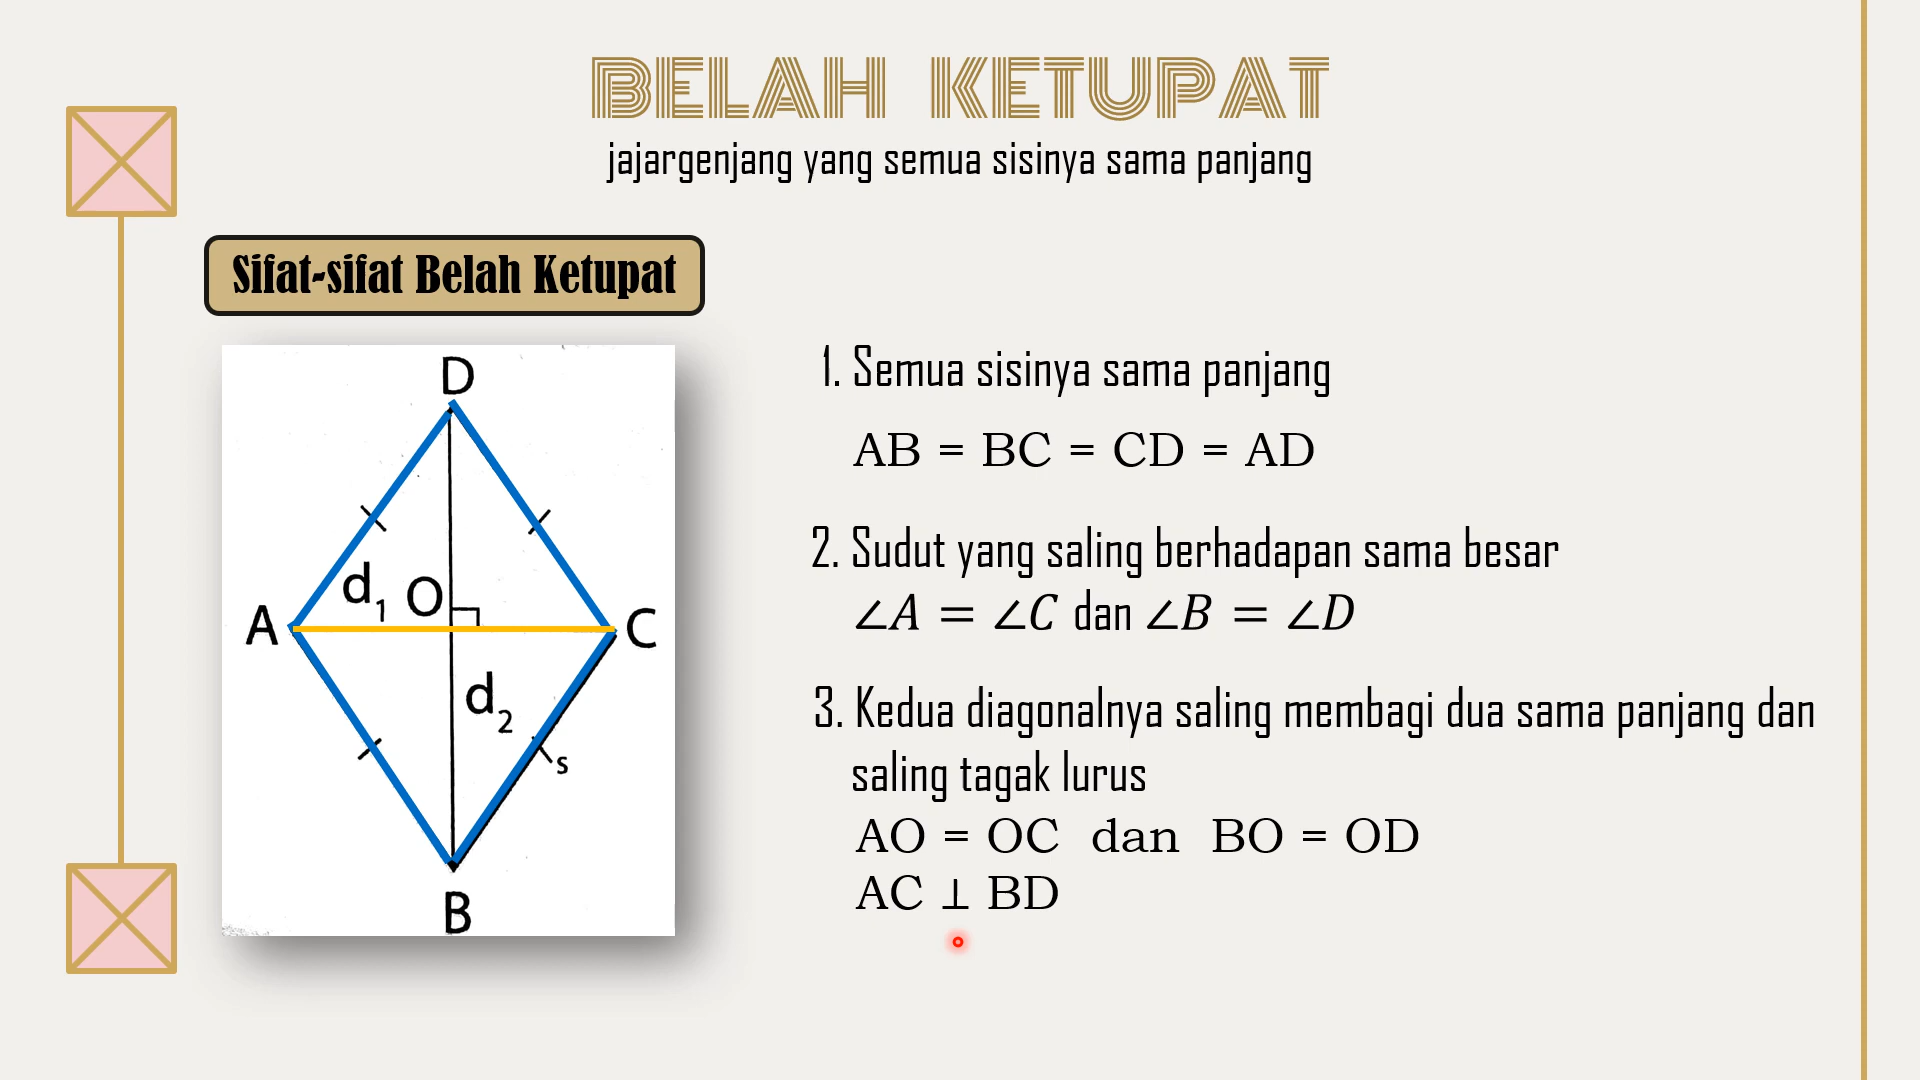 BELAH KETUPAT
jajargenjang yang semua sisinya sama panjang
Sifat-sifat Belah Ketupat
D
d1 O
A
C
d2
s
B
1. Semua sisinya sama panjang
AB = BC = CD = AD
2. Sudut yang saling berhadapan sama besar
∠A = ∠C dan ∠B = ∠D
3. Kedua diagonalnya saling membagi dua sama panjang dan
saling tagak lurus
AO = OC dan BO = OD
AC ⊥ BD